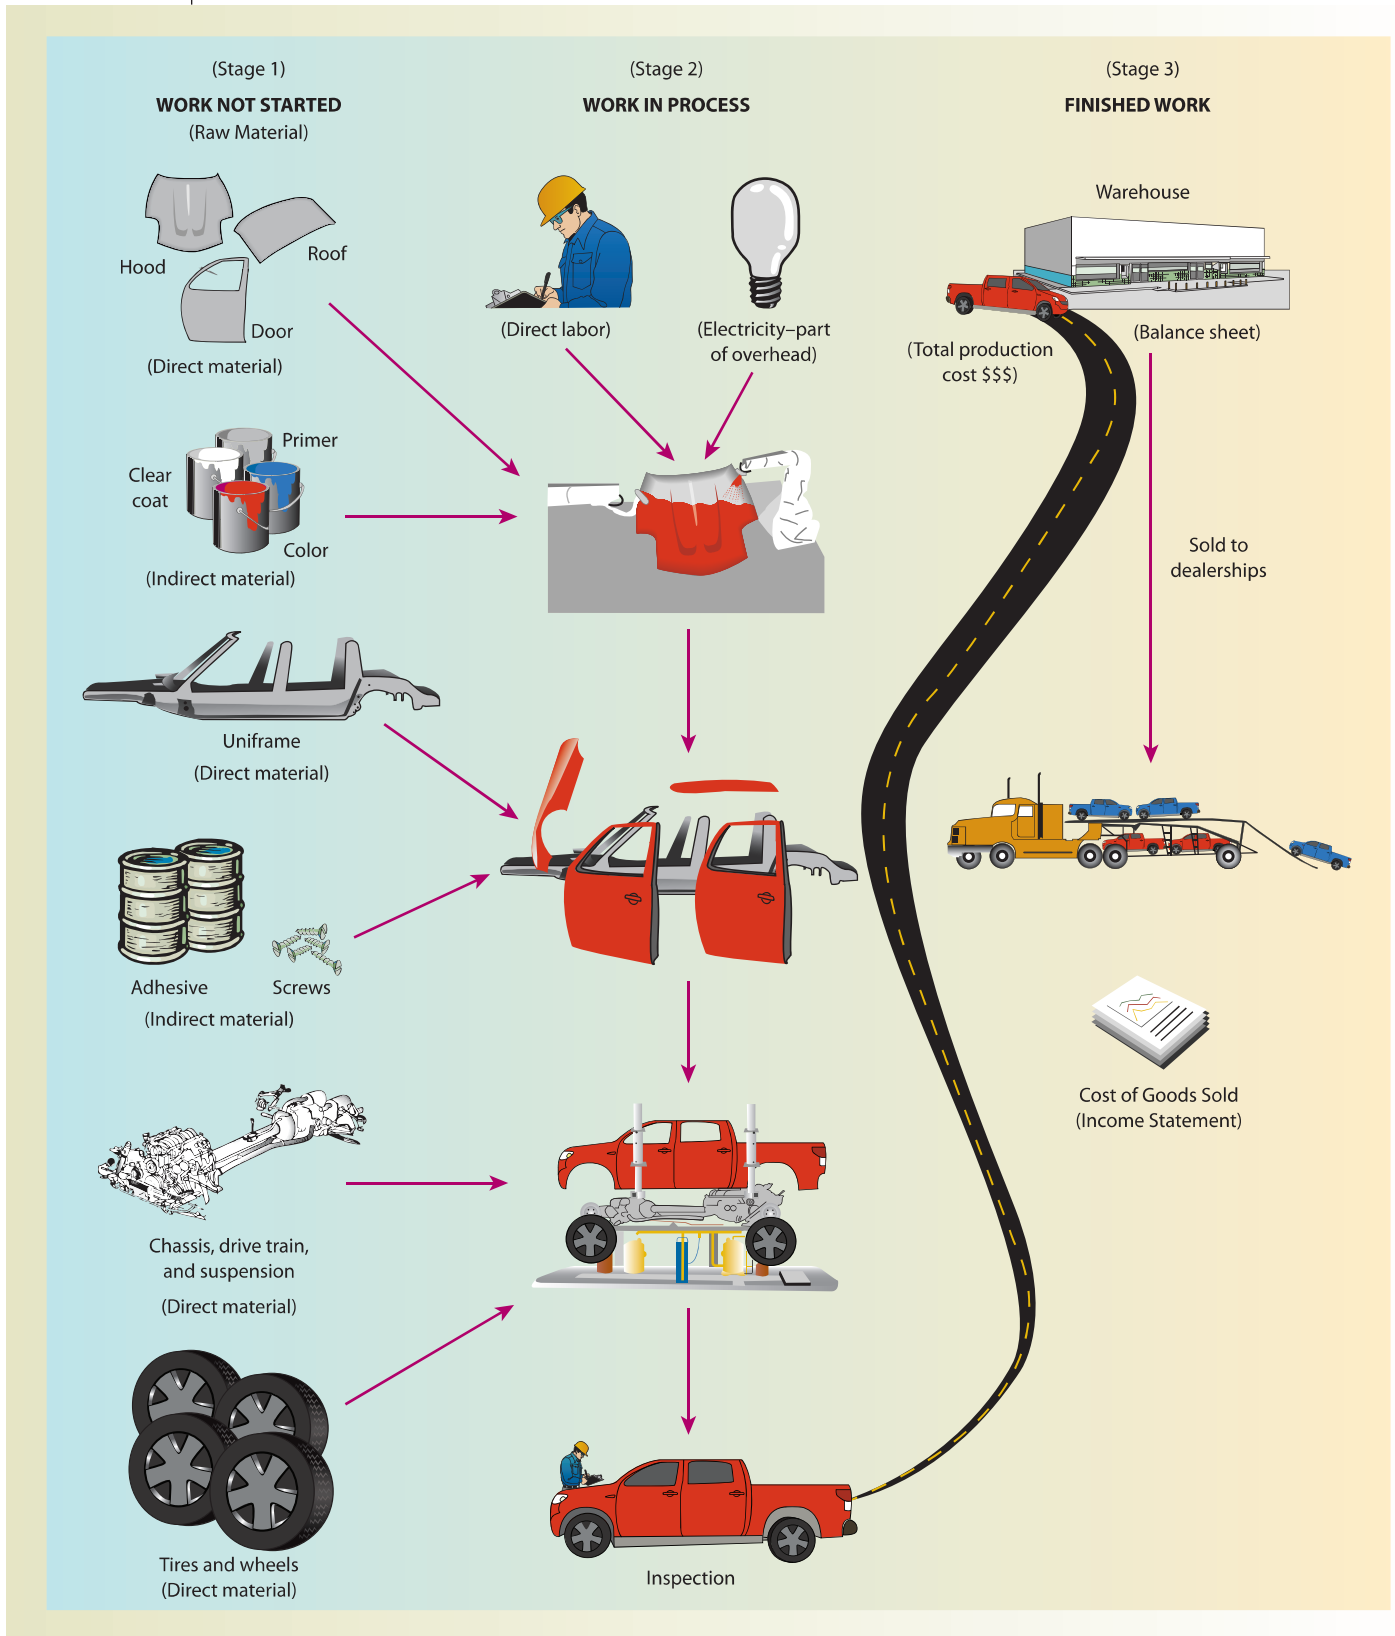 (Stage 1)
WORK NOT STARTED
(Raw Material)
Hood
Roof
Door
(Direct material)
Primer
Clear
coat
Color
(Indirect material)
Uniframe
(Direct material)
Adhesive
Screws
(Indirect material)
Chassis, drive train,
and suspension
(Direct material)
Tires and wheels
(Direct material)
(Stage 2)
WORK IN PROCESS
(Direct labor)
(Electricity–part
of overhead)
Inspection
(Stage 3)
FINISHED WORK
Warehouse
(Balance sheet)
(Total production
cost $$$)
Sold to
dealerships
Cost of Goods Sold
(Income Statement)